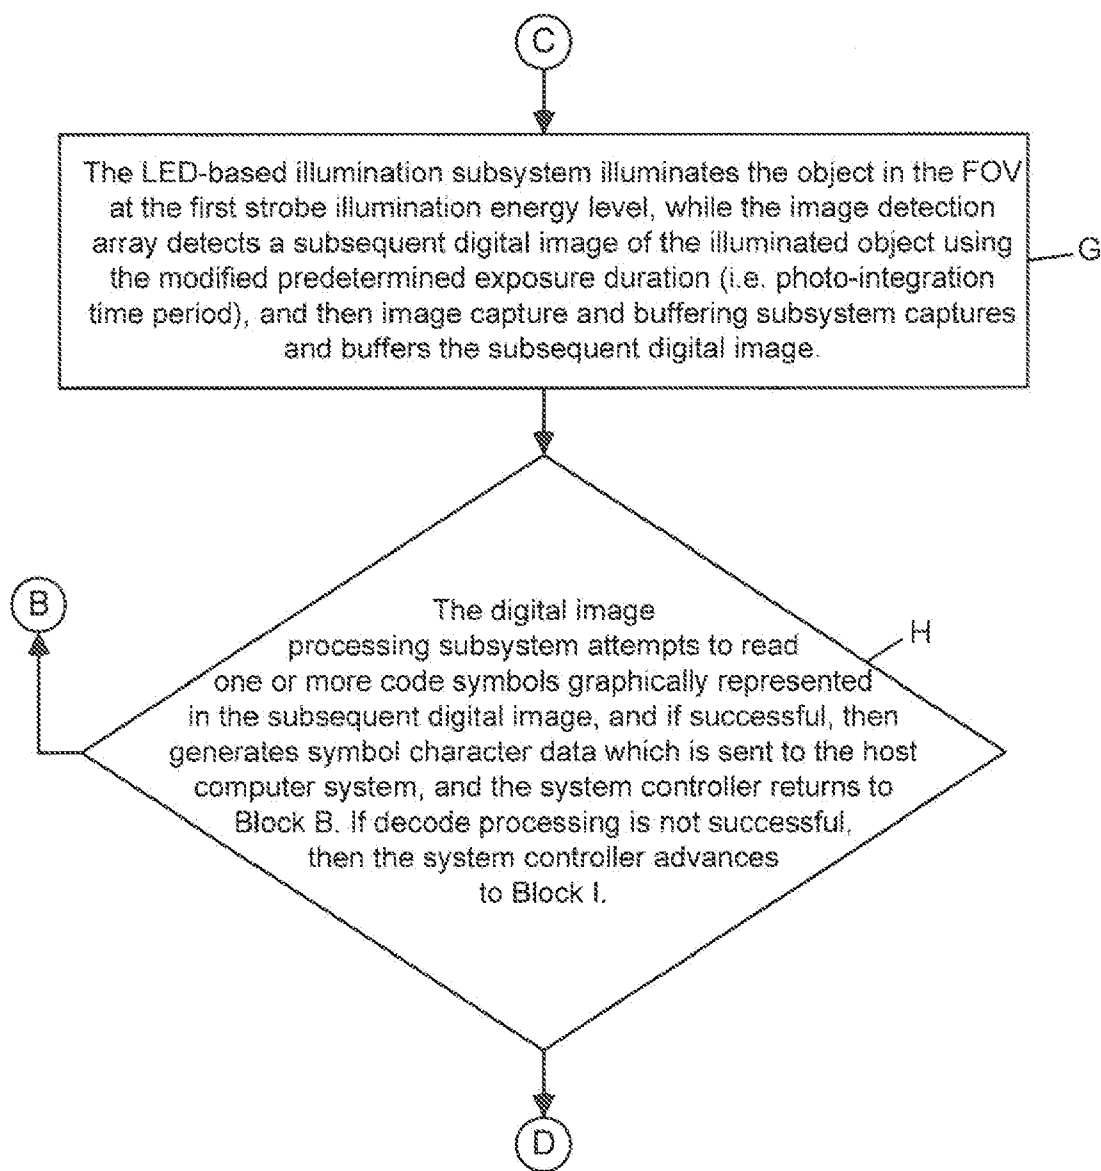 C
The LED-based illumination subsystem illuminates the object in the FOV
at the first strobe illumination energy level, while the image detection
array detects a subsequent digital image of the illuminated object using
the modified predetermined exposure duration (i.e. photo-integration
time period), and then image capture and buffering subsystem captures
and buffers the subsequent digital image.
G
B
The digital image
processing subsystem attempts to read
one or more code symbols graphically represented
in the subsequent digital image, and if successful, then
generates symbol character data which is sent to the host
computer system, and the system controller returns to
Block B. If decode processing is not successful,
then the system controller advances
to Block I.
H
D